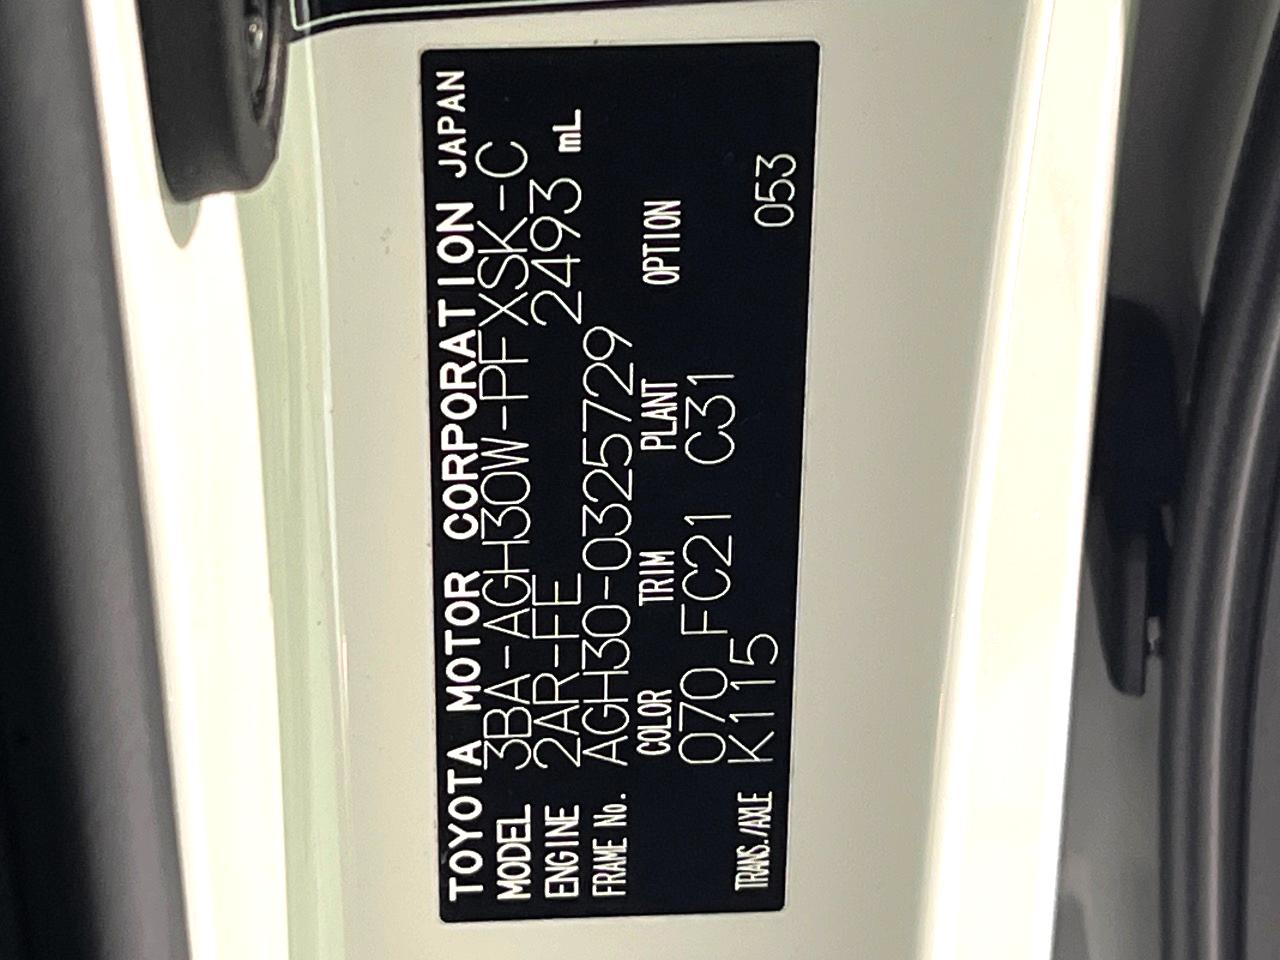 TOYOTA MOTOR CORPORATION JAPAN
MODEL 3BA-AGH30W-PFXSK-C
ENGINE 2AR-FE 2493 mL
FRAME No. AGH30-0325729
COLOR TRIM PLANT OPTION
070 FC21 C31
TRANS./AXLE K115 053